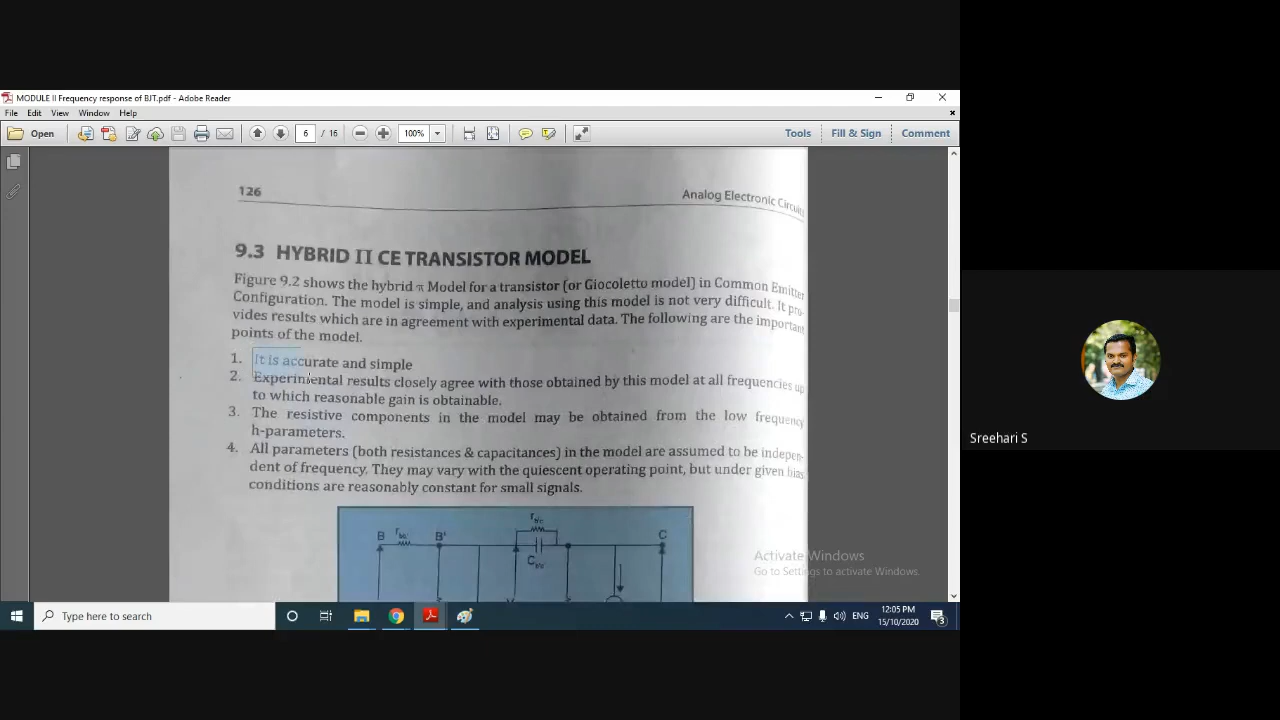 MODULE II Frequency response of BJT.pdf - Adobe Reader
File Edit View Window Help
Open 6 / 16 100% Tools Fill & Sign Comment
126 Analog Electronic Circuits
9.3 HYBRID Π CE TRANSISTOR MODEL
Figure 9.2 shows the hybrid π Model for a transistor (or Giocoletto model) in Common Emitter
Configuration. The model is simple, and analysis using this model is not very difficult. It pro-
vides results which are in agreement with experimental data. The following are the important
points of the model.
1. It is accurate and simple
2. Experimental results closely agree with those obtained by this model at all frequencies up
to which reasonable gain is obtainable.
3. The resistive components in the model may be obtained from the low frequency
h-parameters.
4. All parameters (both resistances & capacitances) in the model are assumed to be indepen-
dent of frequency. They may vary with the quiescent operating point, but under given bias
conditions are reasonably constant for small signals.
B B' C
Activate Windows
Go to Settings to activate Windows.
Sreehari S
Type here to search
ENG
12:05 PM
15/10/2020
3